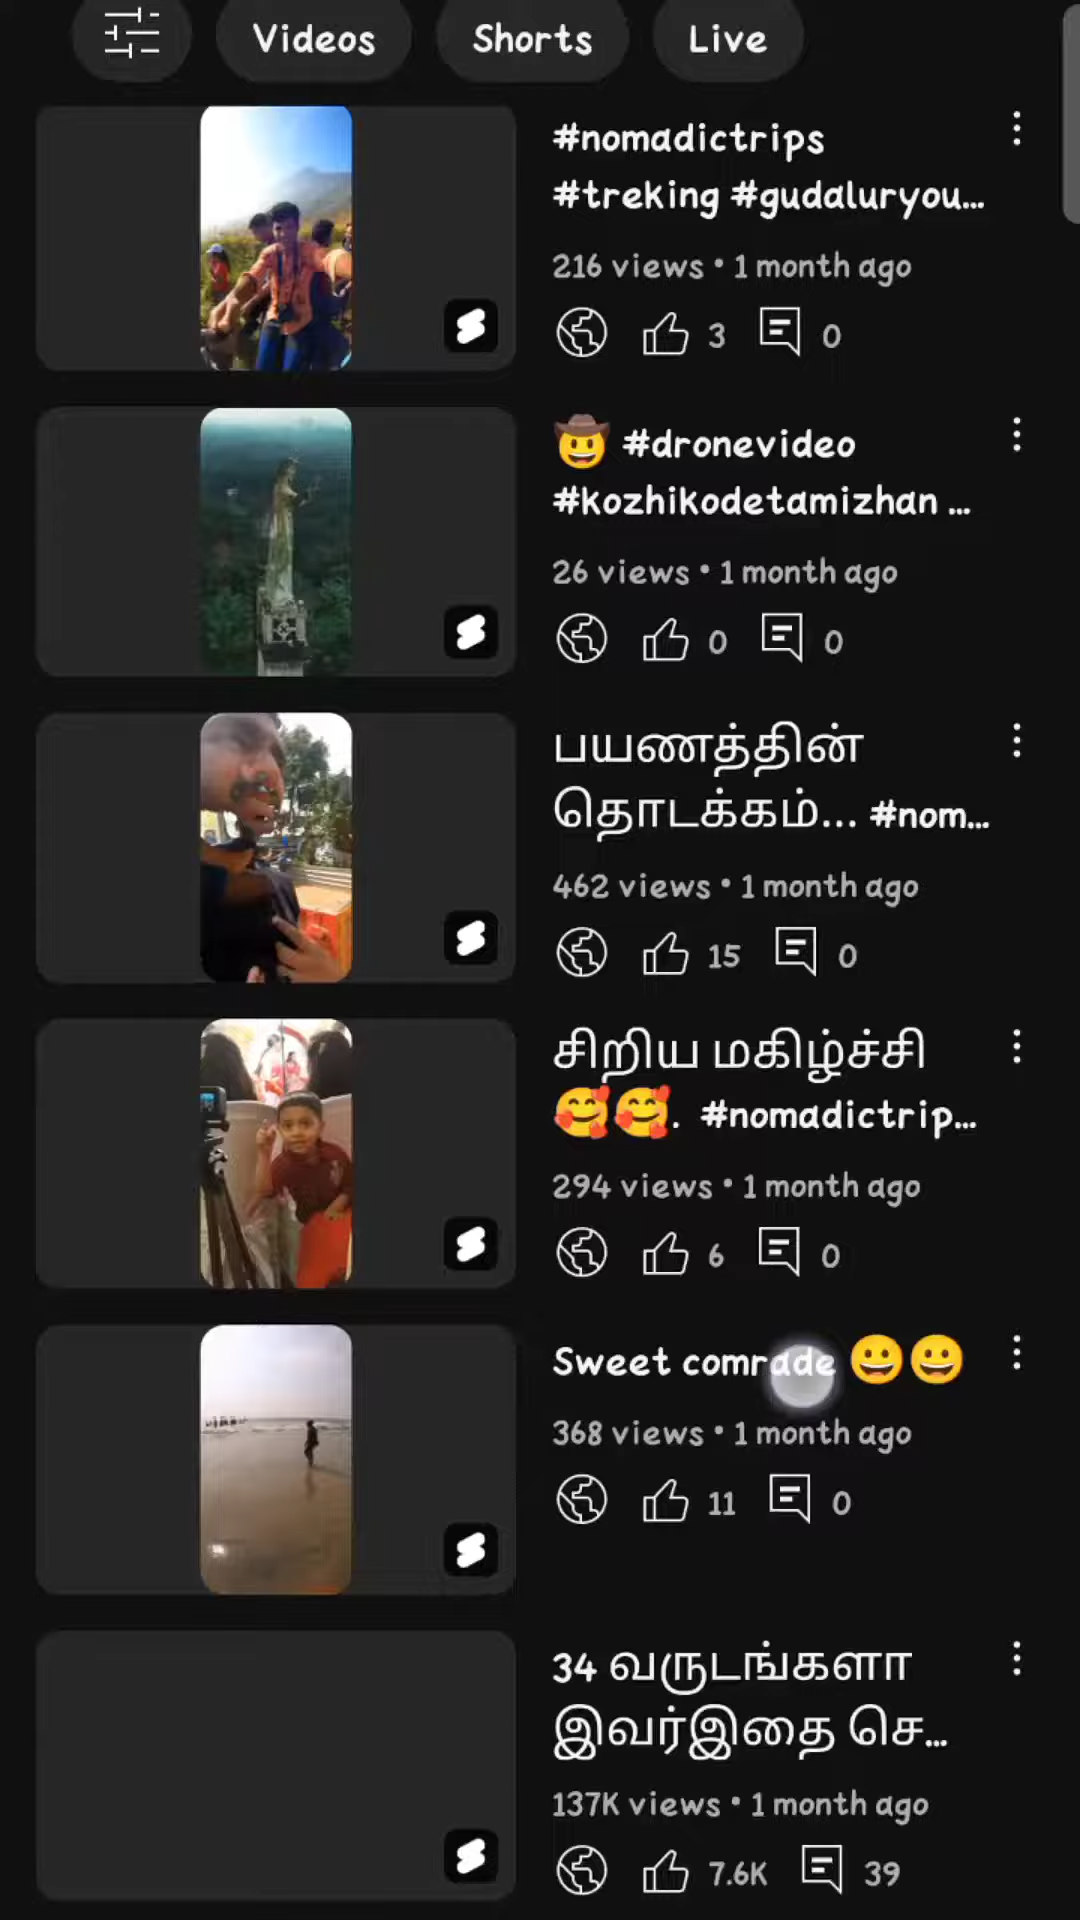 Videos
Shorts
Live
#nomadictrips
#treking #gudaluryou...
216 views • 1 month ago
3
0
🤠 #dronevideo
#kozhikodetamizhan ...
26 views • 1 month ago
0
0
பயணத்தின்
தொடக்கம்... #nom...
462 views • 1 month ago
15
0
சிறிய மகிழ்ச்சி
🥰🥰. #nomadictrip...
294 views • 1 month ago
6
0
Sweet comrade 😀😀
368 views • 1 month ago
11
0
34 வருடங்களா
இவர்இதை செ...
137K views • 1 month ago
7.6K
39